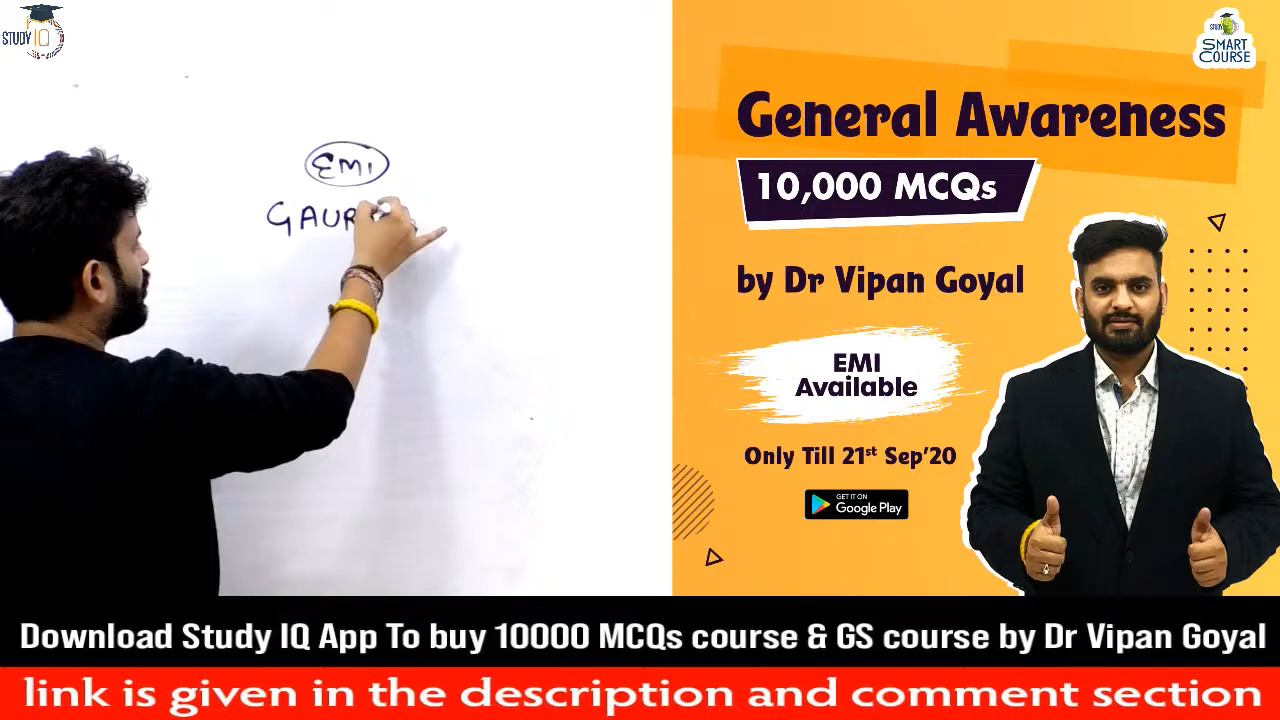 STUDY IQ
EMI
GAUR
STUDY IQ
SMART
COURSE
General Awareness
10,000 MCQs
by Dr Vipan Goyal
EMI
Available
Only Till 21st Sep'20
GET IT ON
Google Play
Download Study IQ App To buy 10000 MCQs course & GS course by Dr Vipan Goyal
link is given in the description and comment section